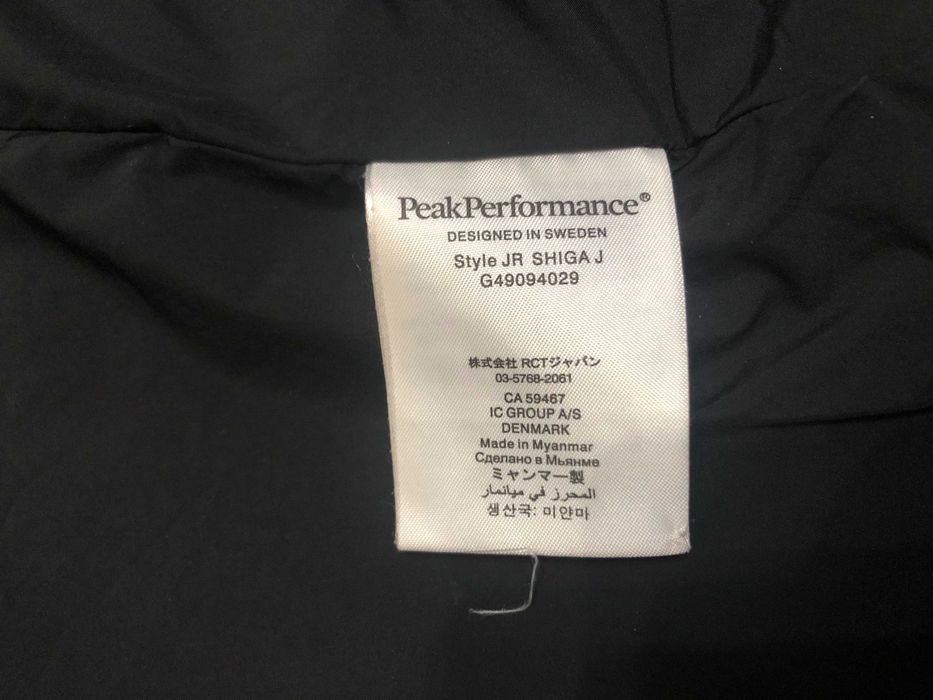 PeakPerformance®
DESIGNED IN SWEDEN
Style JR SHIGA J
G49094029
株式会社 RCTジャパン
03-5768-2061
CA 59467
IC GROUP A/S
DENMARK
Made in Myanmar
Сделано в Мьянме
ミャンマー製
المحرز في ميانمار
생산국: 미얀마